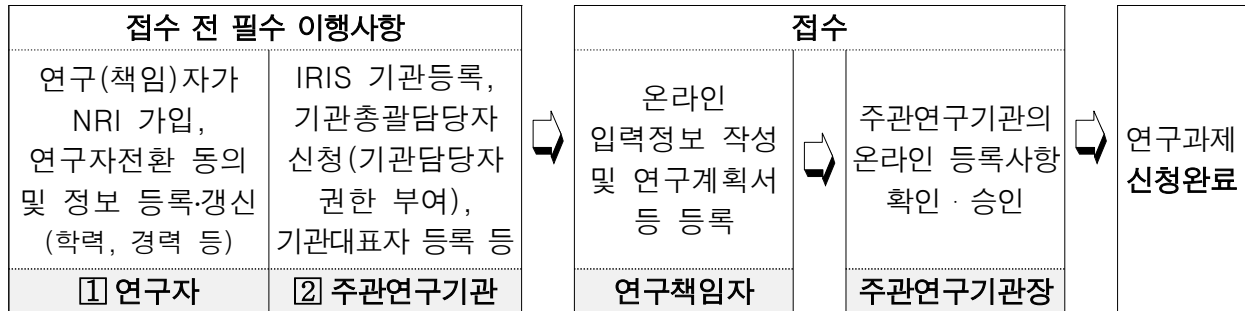 접수 전 필수 이행사항
연구(책임)자가
NRI 가입,
연구자전환 동의
및 정보 등록·갱신
(학력, 경력 등)
1 연구자
IRIS 기관등록,
기관총괄담당자
신청(기관담당자
권한 부여),
기관대표자 등록 등
2 주관연구기관
접수
온라인
입력정보 작성
및 연구계획서
등 등록
연구책임자
주관연구기관의
온라인 등록사항
확인 · 승인
주관연구기관장
연구과제
신청완료